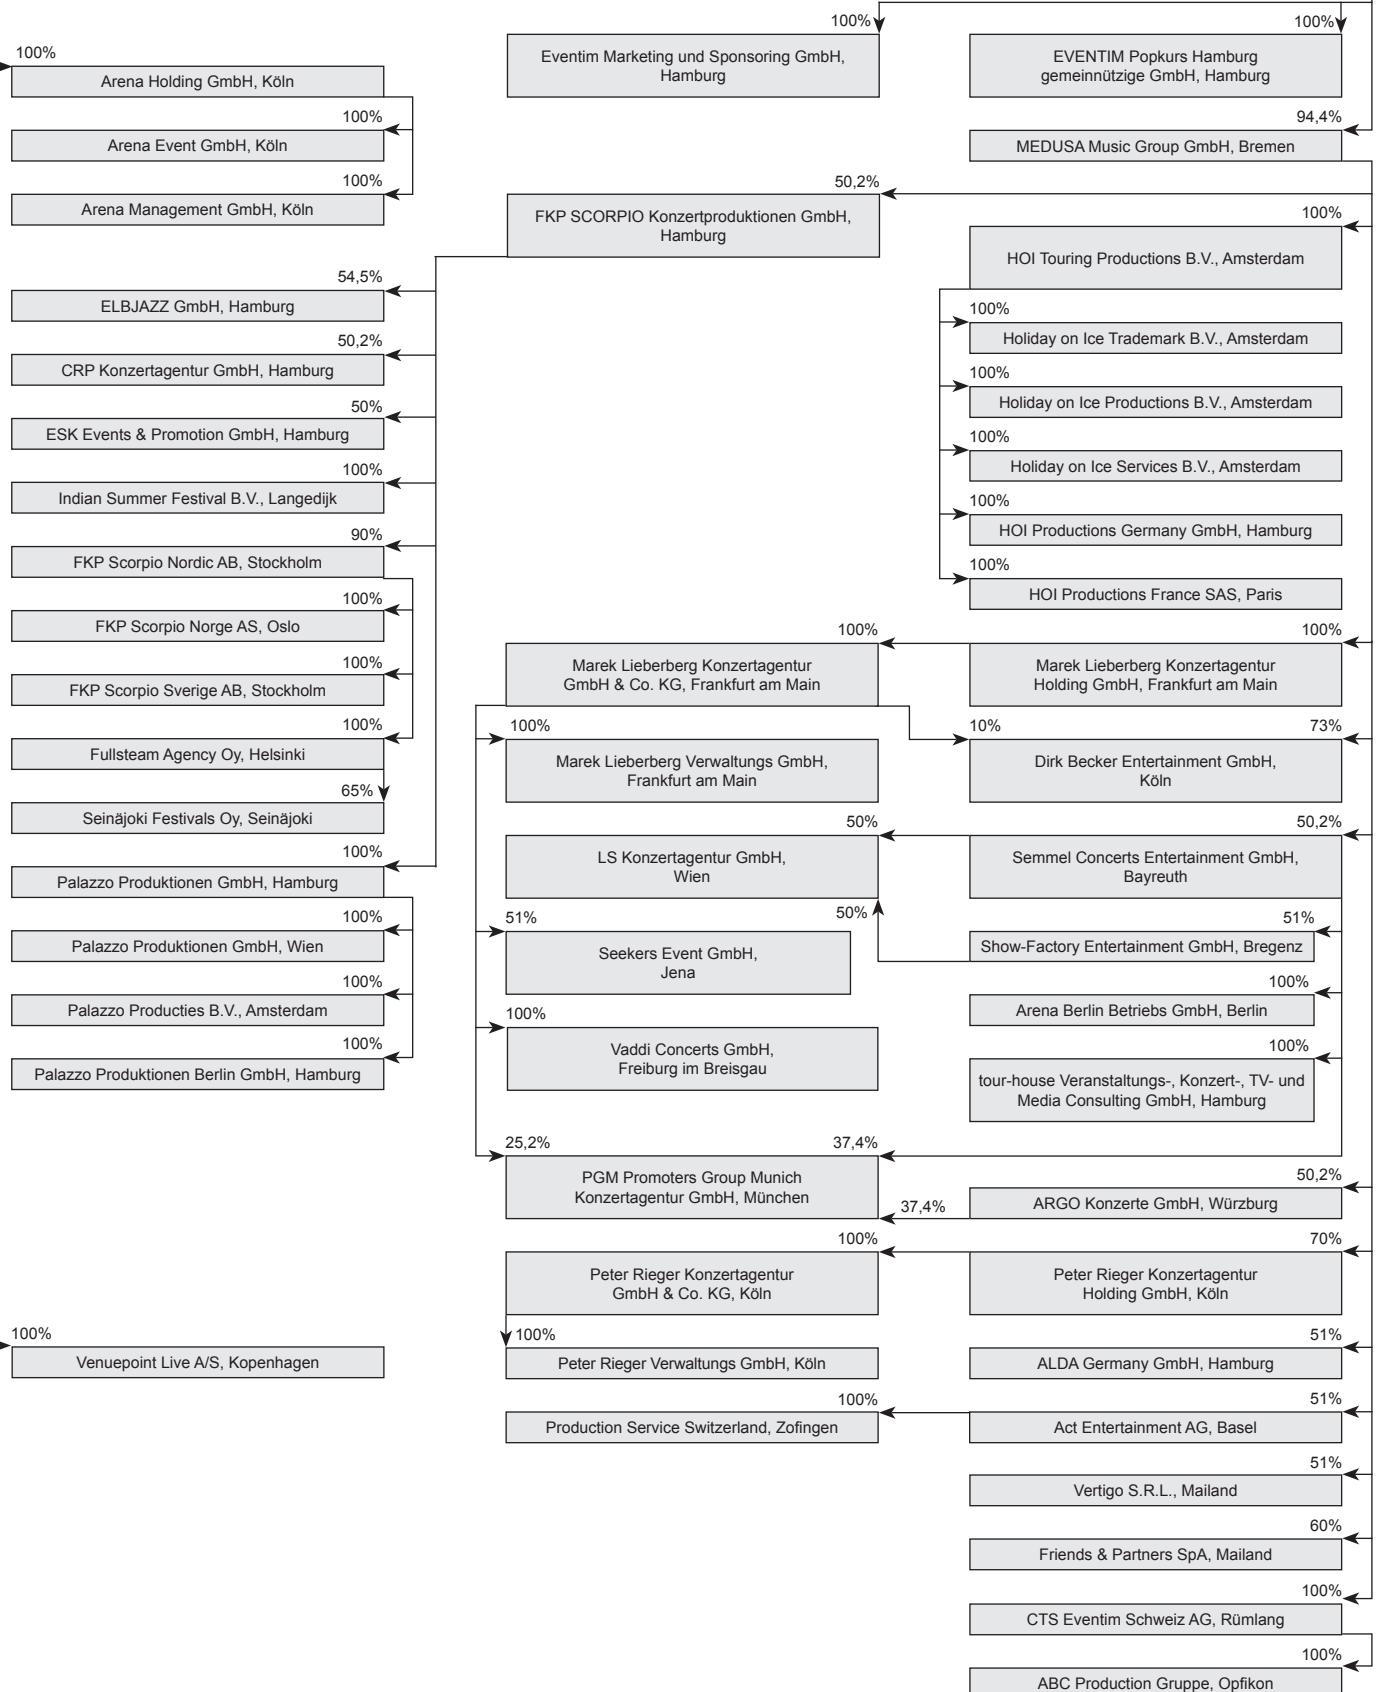 100%
Arena Holding GmbH, Köln
100%
Arena Event GmbH, Köln
100%
Arena Management GmbH, Köln
54,5%
ELBJAZZ GmbH, Hamburg
50,2%
CRP Konzertagentur GmbH, Hamburg
50%
ESK Events & Promotion GmbH, Hamburg
100%
Indian Summer Festival B.V., Langedijk
90%
FKP Scorpio Nordic AB, Stockholm
100%
FKP Scorpio Norge AS, Oslo
100%
FKP Scorpio Sverige AB, Stockholm
100%
Fullsteam Agency Oy, Helsinki
65%
Seinäjoki Festivals Oy, Seinäjoki
100%
Palazzo Produktionen GmbH, Hamburg
100%
Palazzo Produktionen GmbH, Wien
100%
Palazzo Producties B.V., Amsterdam
100%
Palazzo Produktionen Berlin GmbH, Hamburg
100%
Venuepoint Live A/S, Kopenhagen
100%
Eventim Marketing und Sponsoring GmbH,
Hamburg
50,2%
FKP SCORPIO Konzertproduktionen GmbH,
Hamburg
100%
Marek Lieberberg Konzertagentur
GmbH & Co. KG, Frankfurt am Main
100%
Marek Lieberberg Verwaltungs GmbH,
Frankfurt am Main
50%
LS Konzertagentur GmbH,
Wien
50%
51%
Seekers Event GmbH,
Jena
100%
Vaddi Concerts GmbH,
Freiburg im Breisgau
25,2% 37,4%
PGM Promoters Group Munich
Konzertagentur GmbH, München
37,4%
100%
Peter Rieger Konzertagentur
GmbH & Co. KG, Köln
100%
Peter Rieger Verwaltungs GmbH, Köln
100%
Production Service Switzerland, Zofingen
100%
EVENTIM Popkurs Hamburg
gemeinnützige GmbH, Hamburg
94,4%
MEDUSA Music Group GmbH, Bremen
100%
HOI Touring Productions B.V., Amsterdam
100%
Holiday on Ice Trademark B.V., Amsterdam
100%
Holiday on Ice Productions B.V., Amsterdam
100%
Holiday on Ice Services B.V., Amsterdam
100%
HOI Productions Germany GmbH, Hamburg
100%
HOI Productions France SAS, Paris
100%
Marek Lieberberg Konzertagentur
Holding GmbH, Frankfurt am Main
10% 73%
Dirk Becker Entertainment GmbH,
Köln
50,2%
Semmel Concerts Entertainment GmbH,
Bayreuth
51%
Show-Factory Entertainment GmbH, Bregenz
100%
Arena Berlin Betriebs GmbH, Berlin
100%
tour-house Veranstaltungs-, Konzert-, TV- und
Media Consulting GmbH, Hamburg
50,2%
ARGO Konzerte GmbH, Würzburg
70%
Peter Rieger Konzertagentur
Holding GmbH, Köln
51%
ALDA Germany GmbH, Hamburg
51%
Act Entertainment AG, Basel
51%
Vertigo S.R.L., Mailand
60%
Friends & Partners SpA, Mailand
100%
CTS Eventim Schweiz AG, Rümlang
100%
ABC Production Gruppe, Opfikon